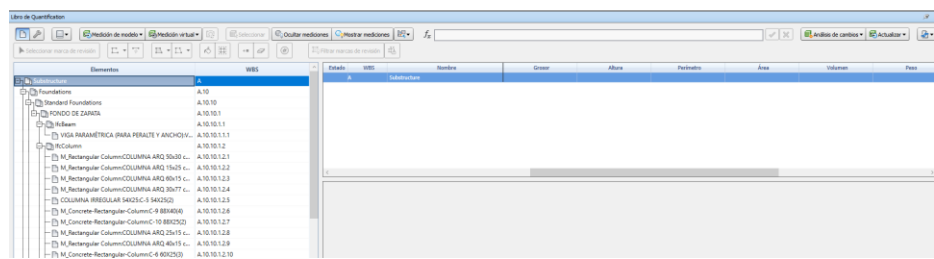 Libro de Quantification
Medición de modelo Medición virtual Seleccionar Ocultar mediciones Mostrar mediciones Análisis de cambios Actualizar
Seleccionar marca de revisión Filtrar marcas de revisión
Elementos WBS
Substructure A
Foundations A.10
Standard Foundations A.10.10
FONDO DE ZAPATA A.10.10.1
IfcBeam A.10.10.1.1
VIGA PARAMÉTRICA (PARA PERALTE Y ANCHO):V... A.10.10.1.1.1
IfcColumn A.10.10.1.2
M_Rectangular Column:COLUMNA ARQ 50x30 c... A.10.10.1.2.1
M_Rectangular Column:COLUMNA ARQ 15x25 c... A.10.10.1.2.2
M_Rectangular Column:COLUMNA ARQ 60x15 c... A.10.10.1.2.3
M_Rectangular Column:COLUMNA ARQ 30x77 c... A.10.10.1.2.4
COLUMNA IRREGULAR 54X25:C-3 54X25(2) A.10.10.1.2.5
M_Concrete-Rectangular-Column:C-9 88X40(4) A.10.10.1.2.6
M_Concrete-Rectangular-Column:C-10 88X25(2) A.10.10.1.2.7
M_Rectangular Column:COLUMNA ARQ 25x15 c... A.10.10.1.2.8
M_Rectangular Column:COLUMNA ARQ 40x15 c... A.10.10.1.2.9
M_Concrete-Rectangular-Column:C-6 60X25(3) A.10.10.1.2.10
Estado WBS Nombre Grosor Altura Perímetro Área Volumen Peso
A Substructure